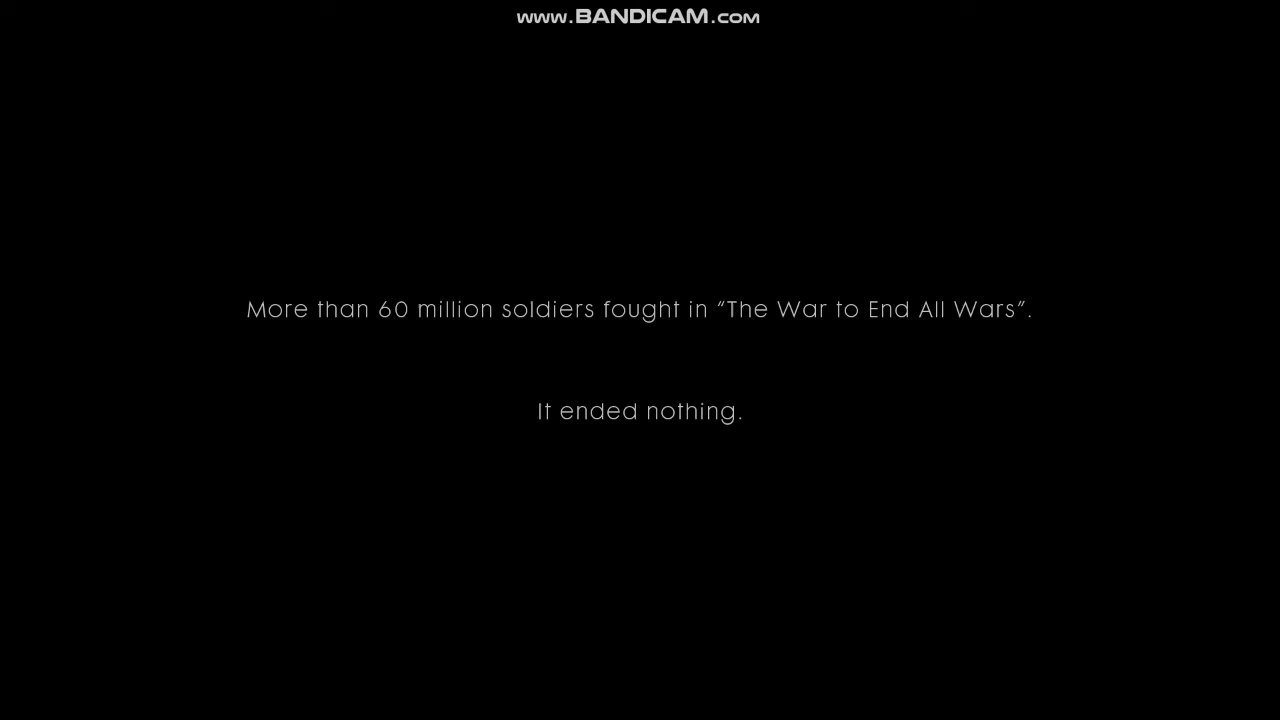 www.BANDICAM.COM
More than 60 million soldiers fought in “The War to End All Wars”.
It ended nothing.